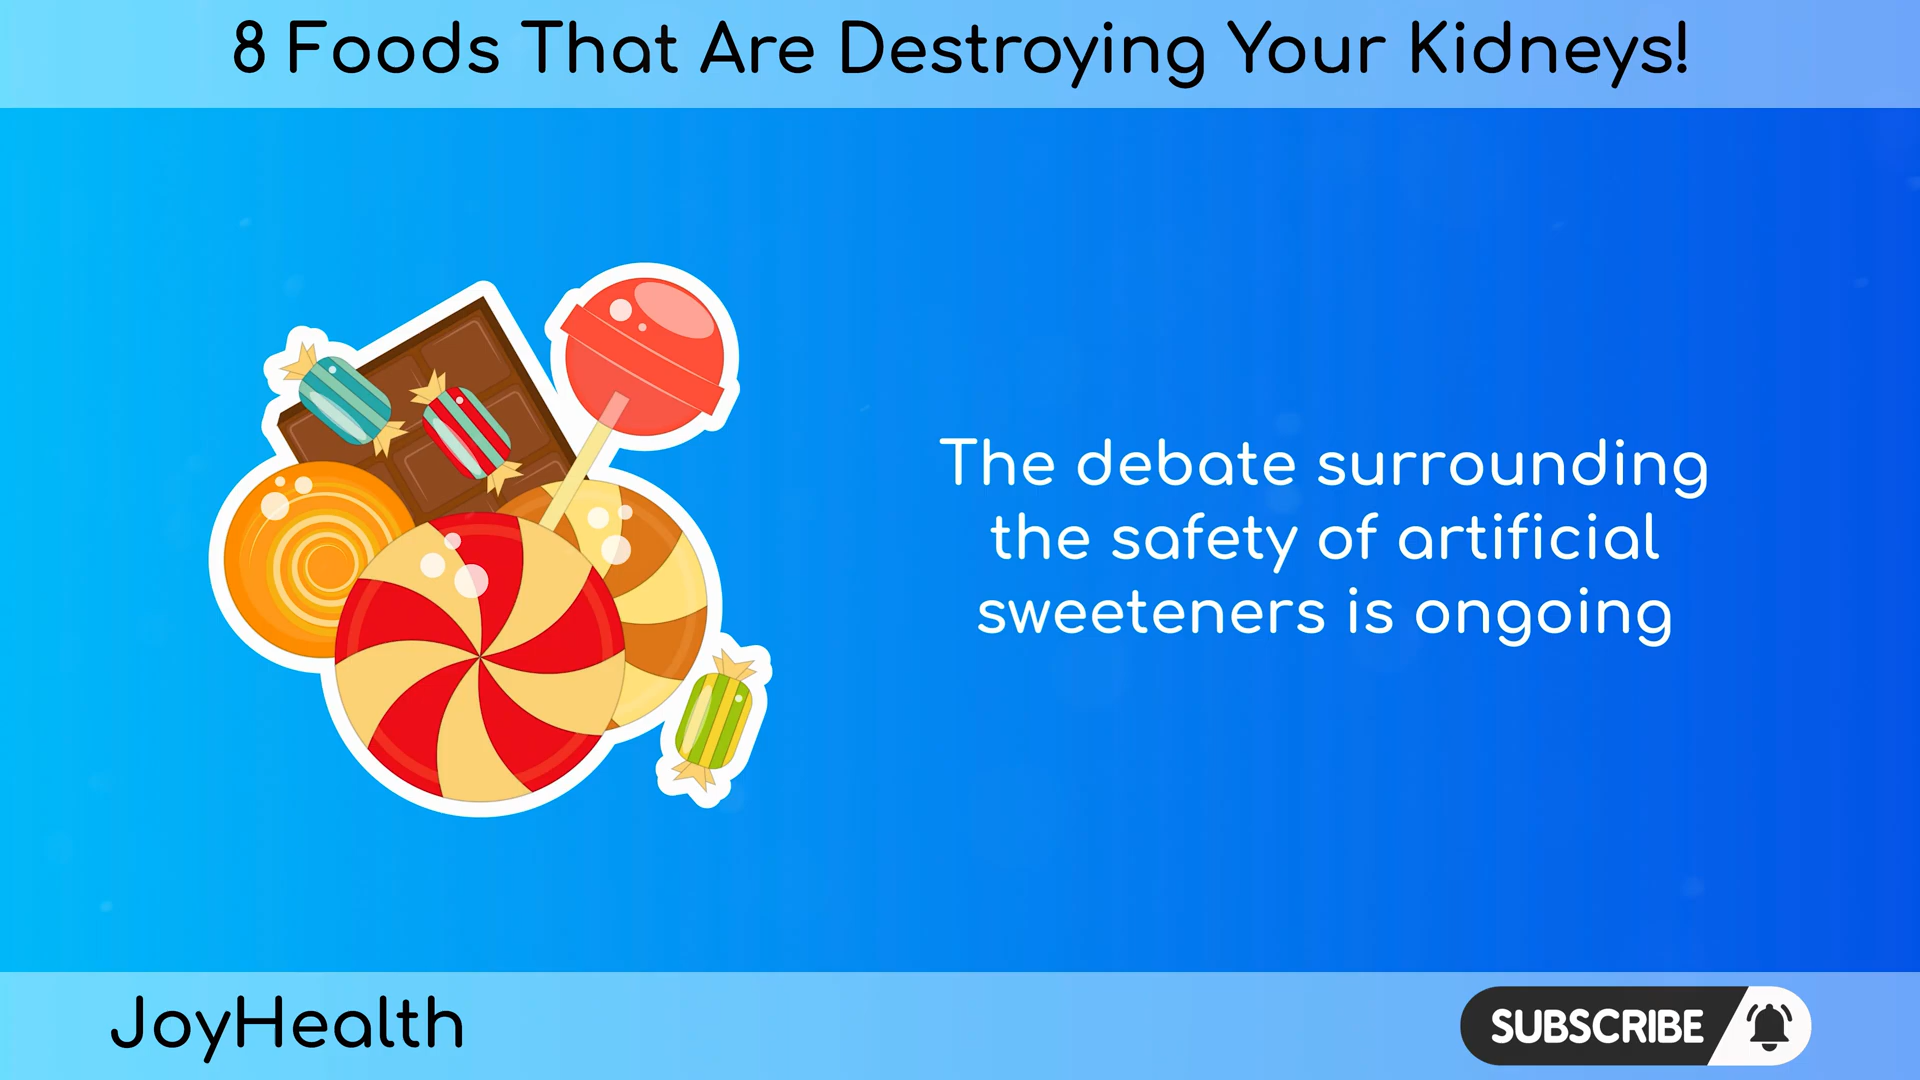 8 Foods That Are Destroying Your Kidneys!
The debate surrounding
the safety of artificial
sweeteners is ongoing
JoyHealth
SUBSCRIBE